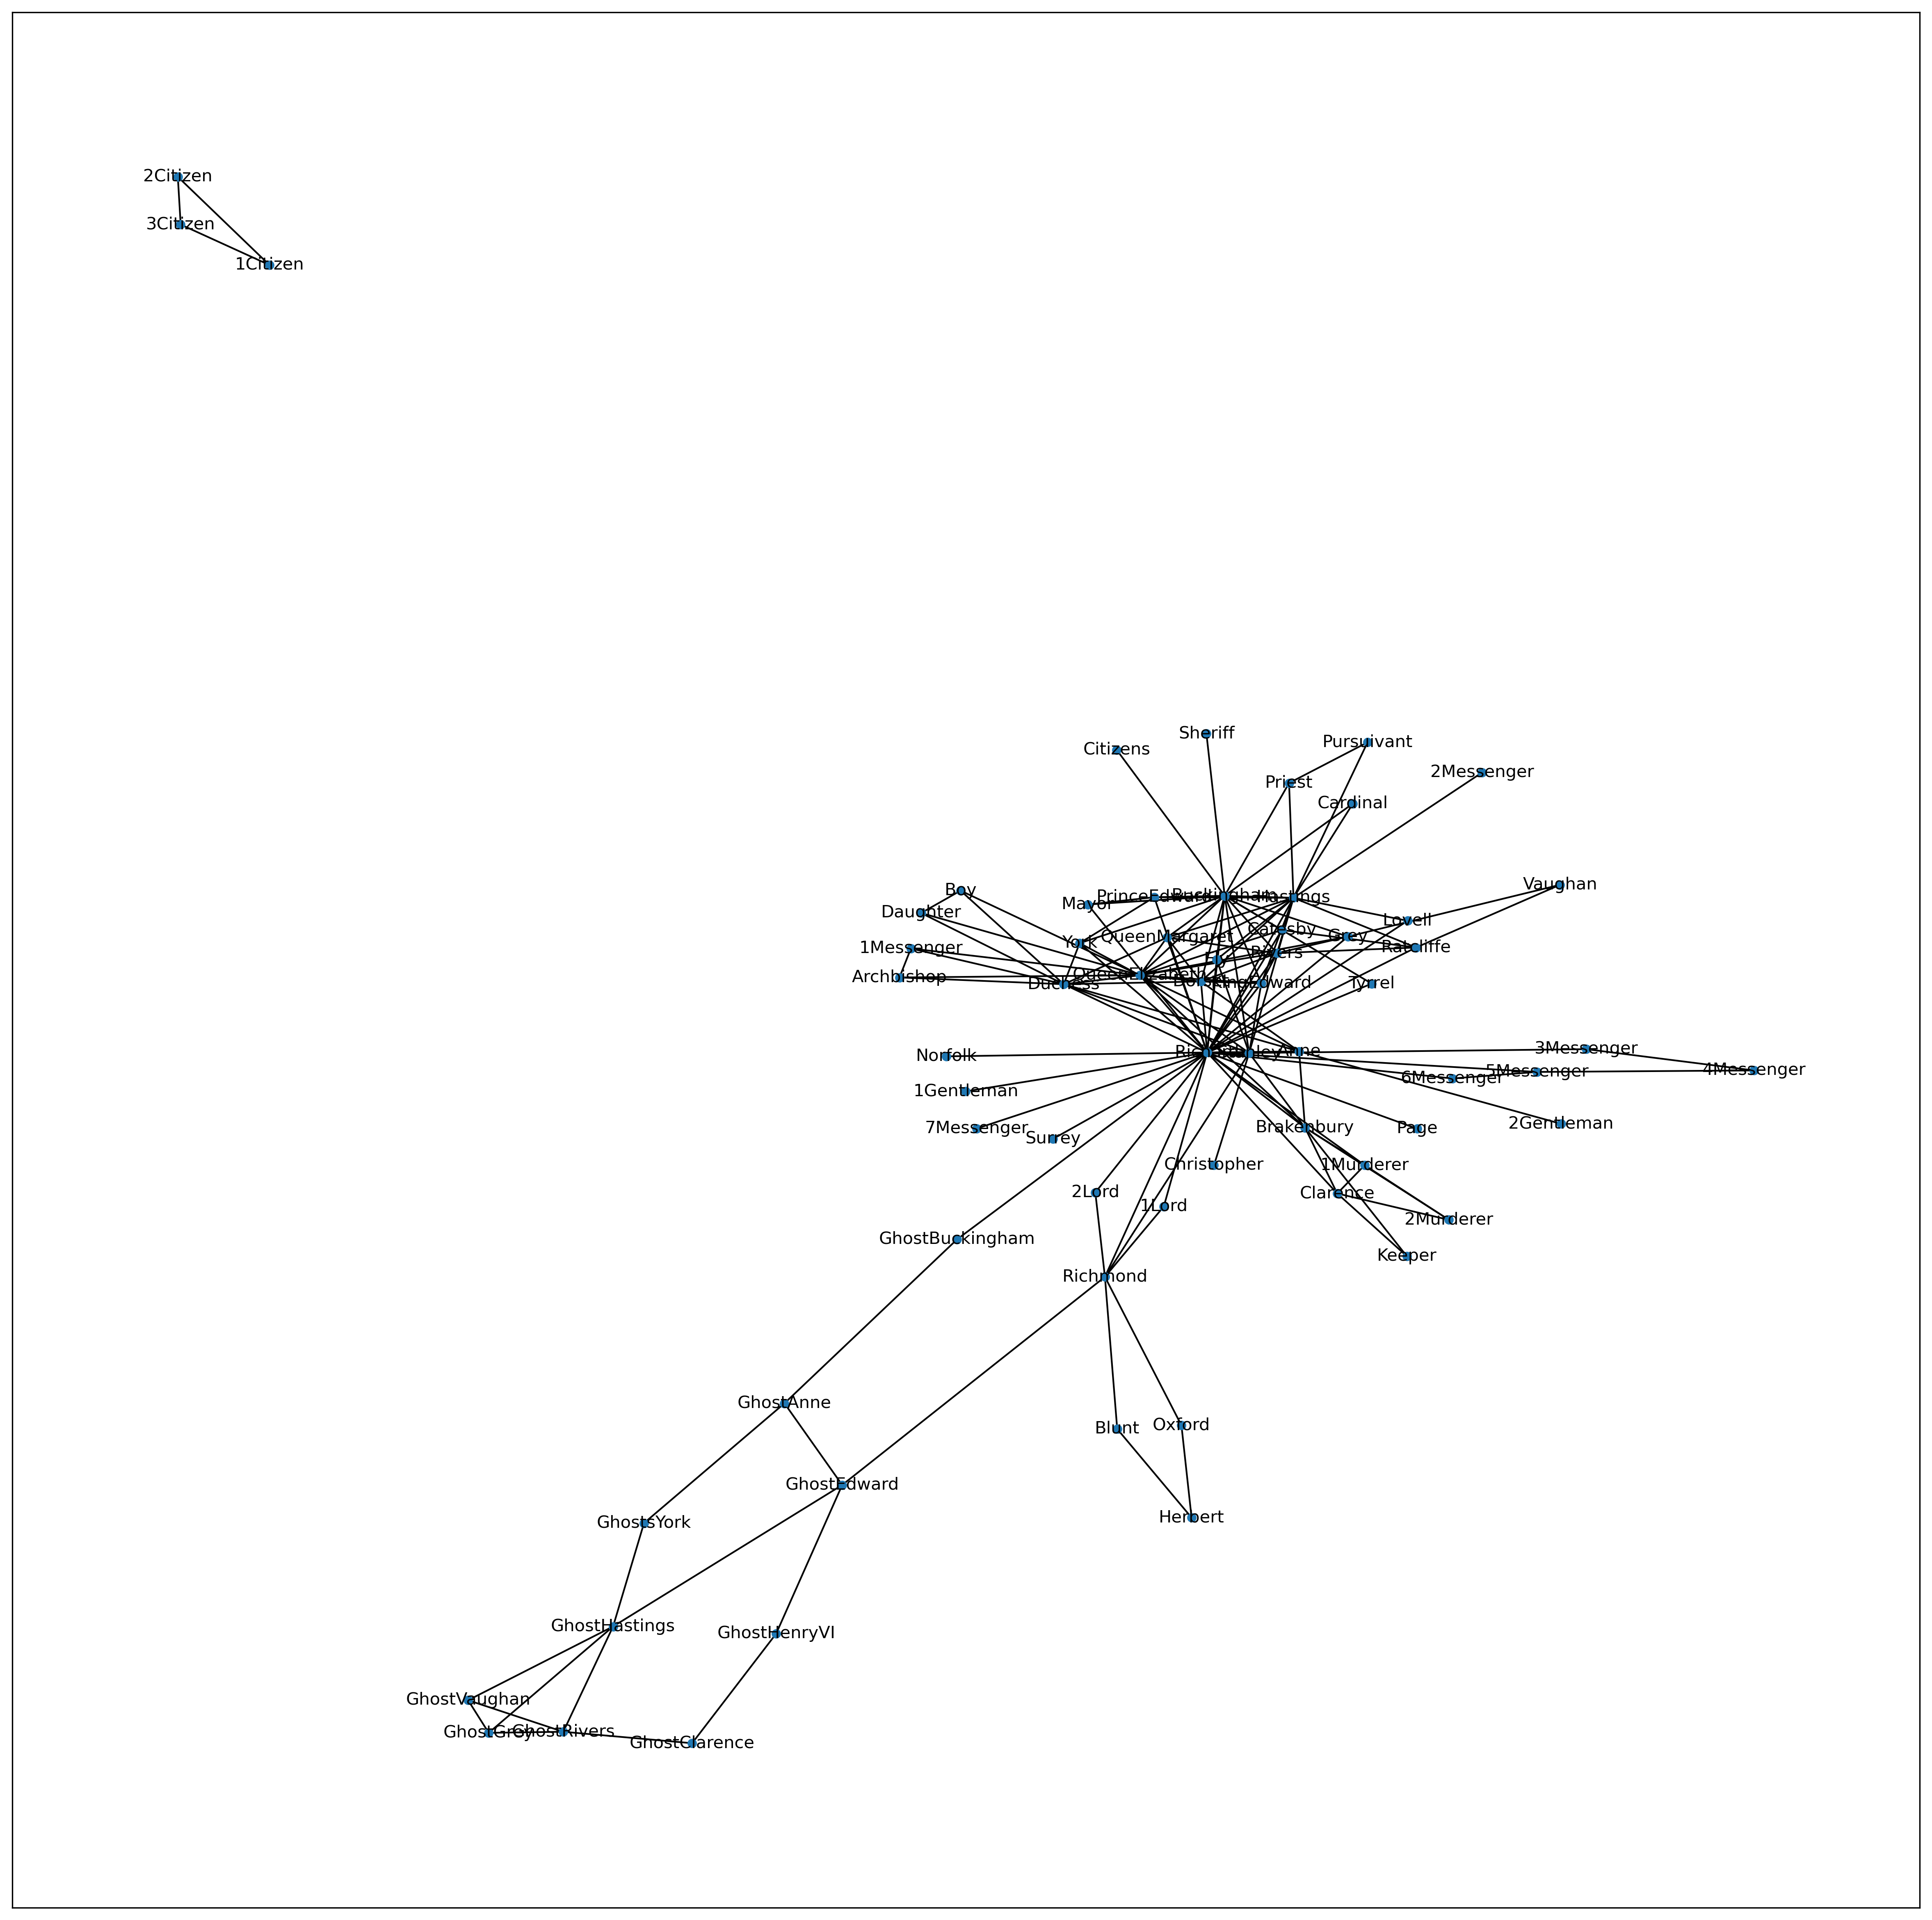 2Citizen
3Citizen
1Citizen
Sheriff
Citizens
Pursuivant
2Messenger
Priest
Cardinal
Vaughan
Boy
PrinceEdward
Buckingham
Hastings
Mayor
Daughter
Lovell
Catesby
Grey
QueenMargaret
York
1Messenger
Ratcliffe
Rivers
Ely
QueenElizabeth
Archbishop
Duchess
Dorset
KingEdward
Tyrrel
Anne
3Messenger
Norfolk
4Messenger
5Messenger
6Messenger
1Gentleman
2Gentleman
7Messenger
Surrey
Brakenbury
Page
Christopher
1Murderer
2Lord
Clarence
1Lord
2Murderer
GhostBuckingham
Keeper
Richmond
GhostAnne
Blunt
Oxford
GhostEdward
Herbert
GhostsYork
GhostHastings
GhostHenryVI
GhostVaughan
GhostGrey
GhostRivers
GhostClarence